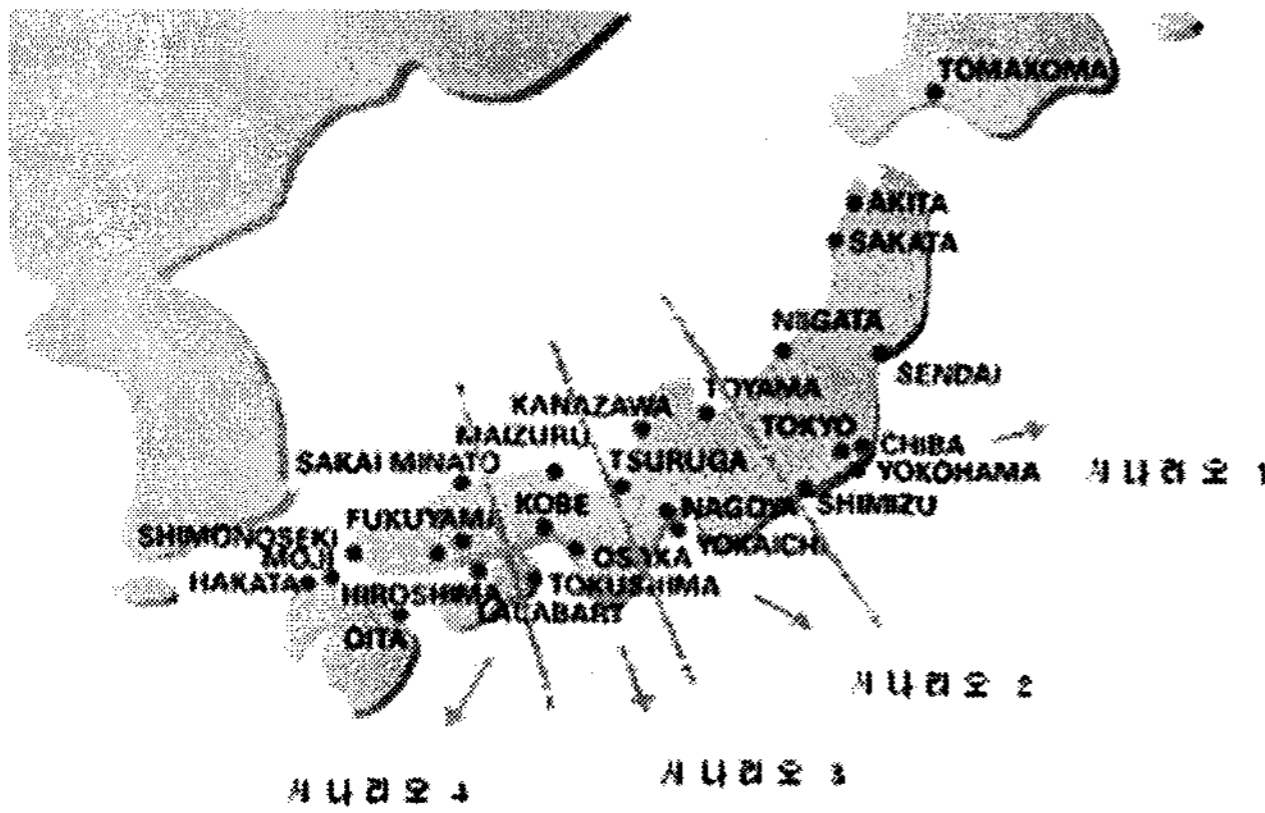 TOMAKOMAI
AKITA
SAKATA
NIIGATA
SENDAI
TOYAMA
KANAZAWA
TOKYO
MAIZURU
CHIBA
SAKAI MINATO
TSURUGA
YOKOHAMA
시나리오 1
KOBE
NAGOYA
SHIMIZU
FUKUYAMA
SHIMONOSEKI
YOKAICHI
MOJI
OSAKA
HAKATA
HIROSHIMA
TOKUSHIMA
OITA
시나리오 2
시나리오 3
시나리오 4